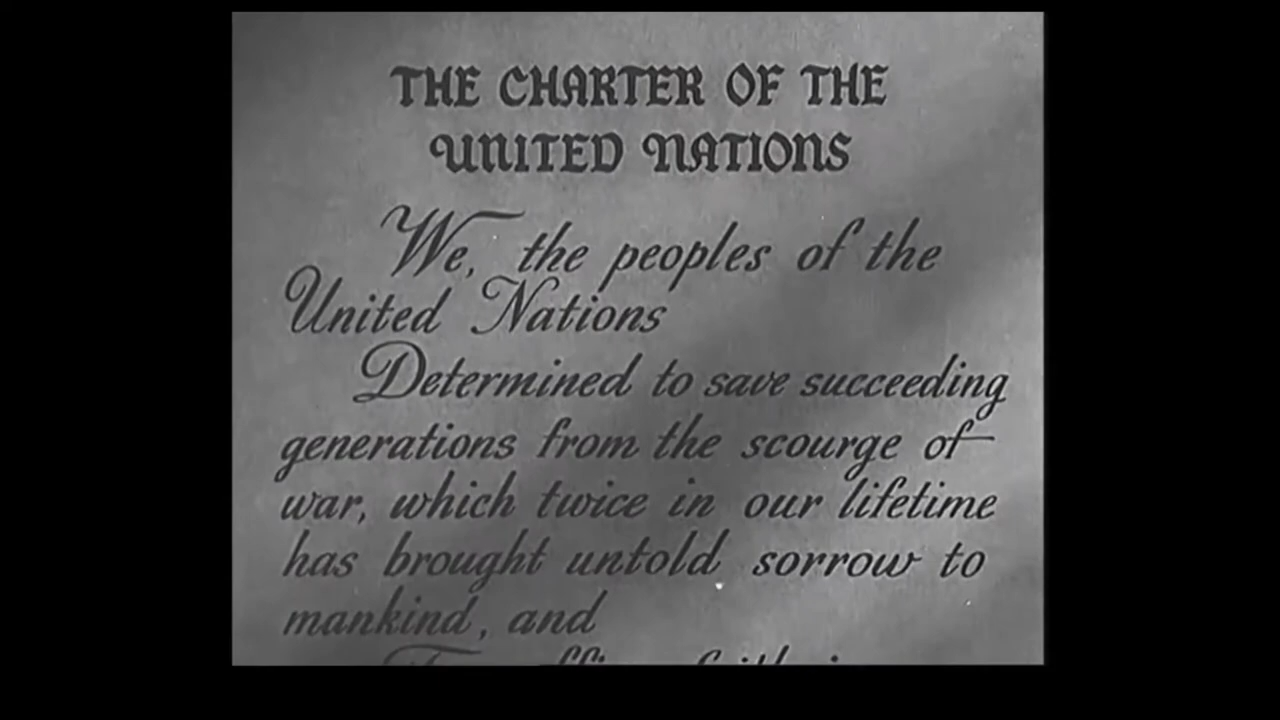 THE CHARTER OF THE
UNITED NATIONS
We, the peoples of the
United Nations
Determined to save succeeding
generations from the scourge of
war, which twice in our lifetime
has brought untold sorrow to
mankind, and